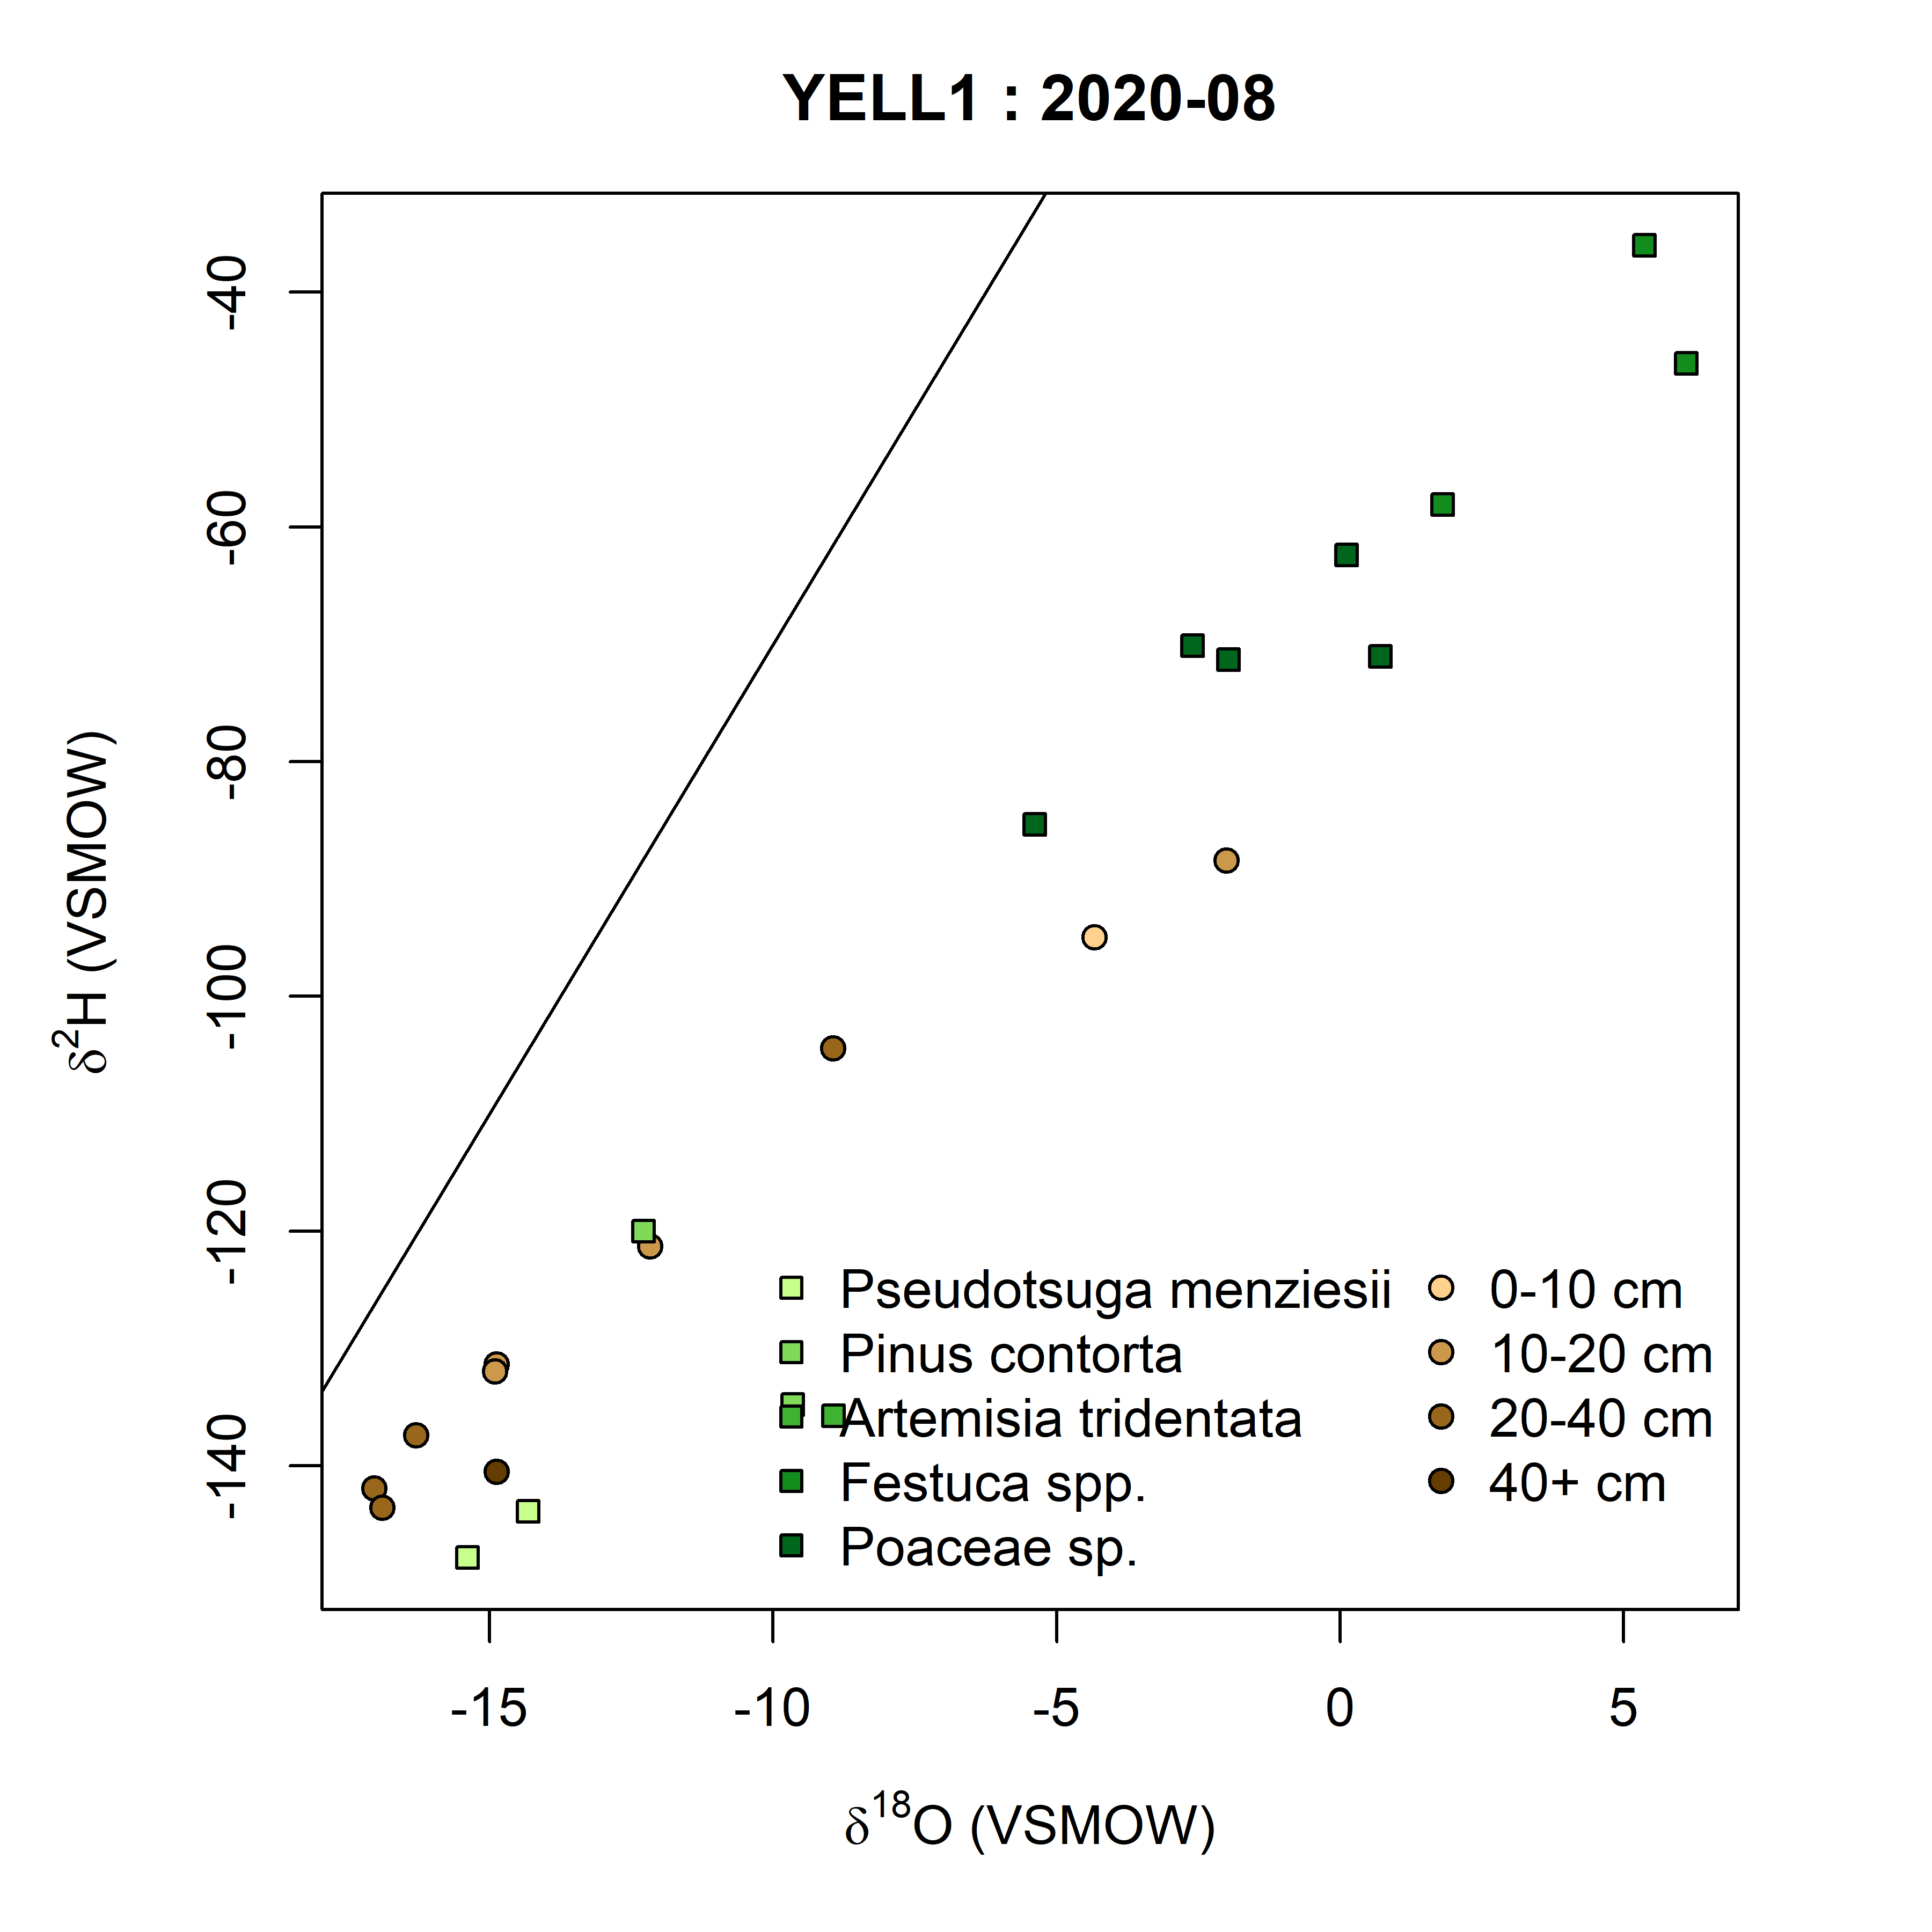 YELL1 : 2020-08
-40
-60
-80
-100
-120
-140
δ2H (VSMOW)
Pseudotsuga menziesii
Pinus contorta
Artemisia tridentata
Festuca spp.
Poaceae sp.
0-10 cm
10-20 cm
20-40 cm
40+ cm
-15 -10 -5 0 5
δ18O (VSMOW)